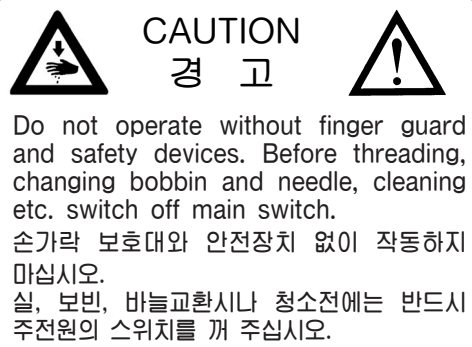 CAUTION
경 고
Do not operate without finger guard
and safety devices. Before threading,
changing bobbin and needle, cleaning
etc. switch off main switch.
손가락 보호대와 안전장치 없이 작동하지
마십시오.
실, 보빈, 바늘교환시나 청소전에는 반드시
주전원의 스위치를 꺼 주십시오.